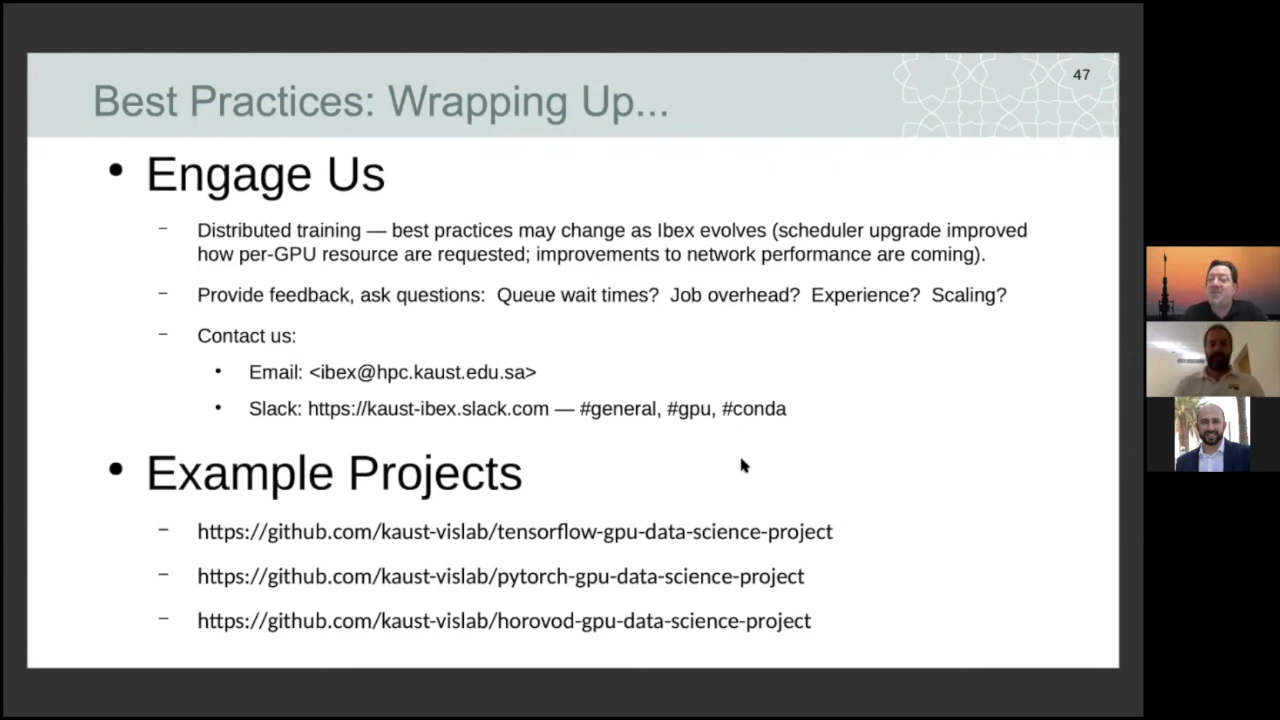 47
Best Practices: Wrapping Up...
• Engage Us
– Distributed training — best practices may change as Ibex evolves (scheduler upgrade improved
how per-GPU resource are requested; improvements to network performance are coming).
– Provide feedback, ask questions: Queue wait times? Job overhead? Experience? Scaling?
– Contact us:
• Email: <ibex@hpc.kaust.edu.sa>
• Slack: https://kaust-ibex.slack.com — #general, #gpu, #conda
• Example Projects
– https://github.com/kaust-vislab/tensorflow-gpu-data-science-project
– https://github.com/kaust-vislab/pytorch-gpu-data-science-project
– https://github.com/kaust-vislab/horovod-gpu-data-science-project